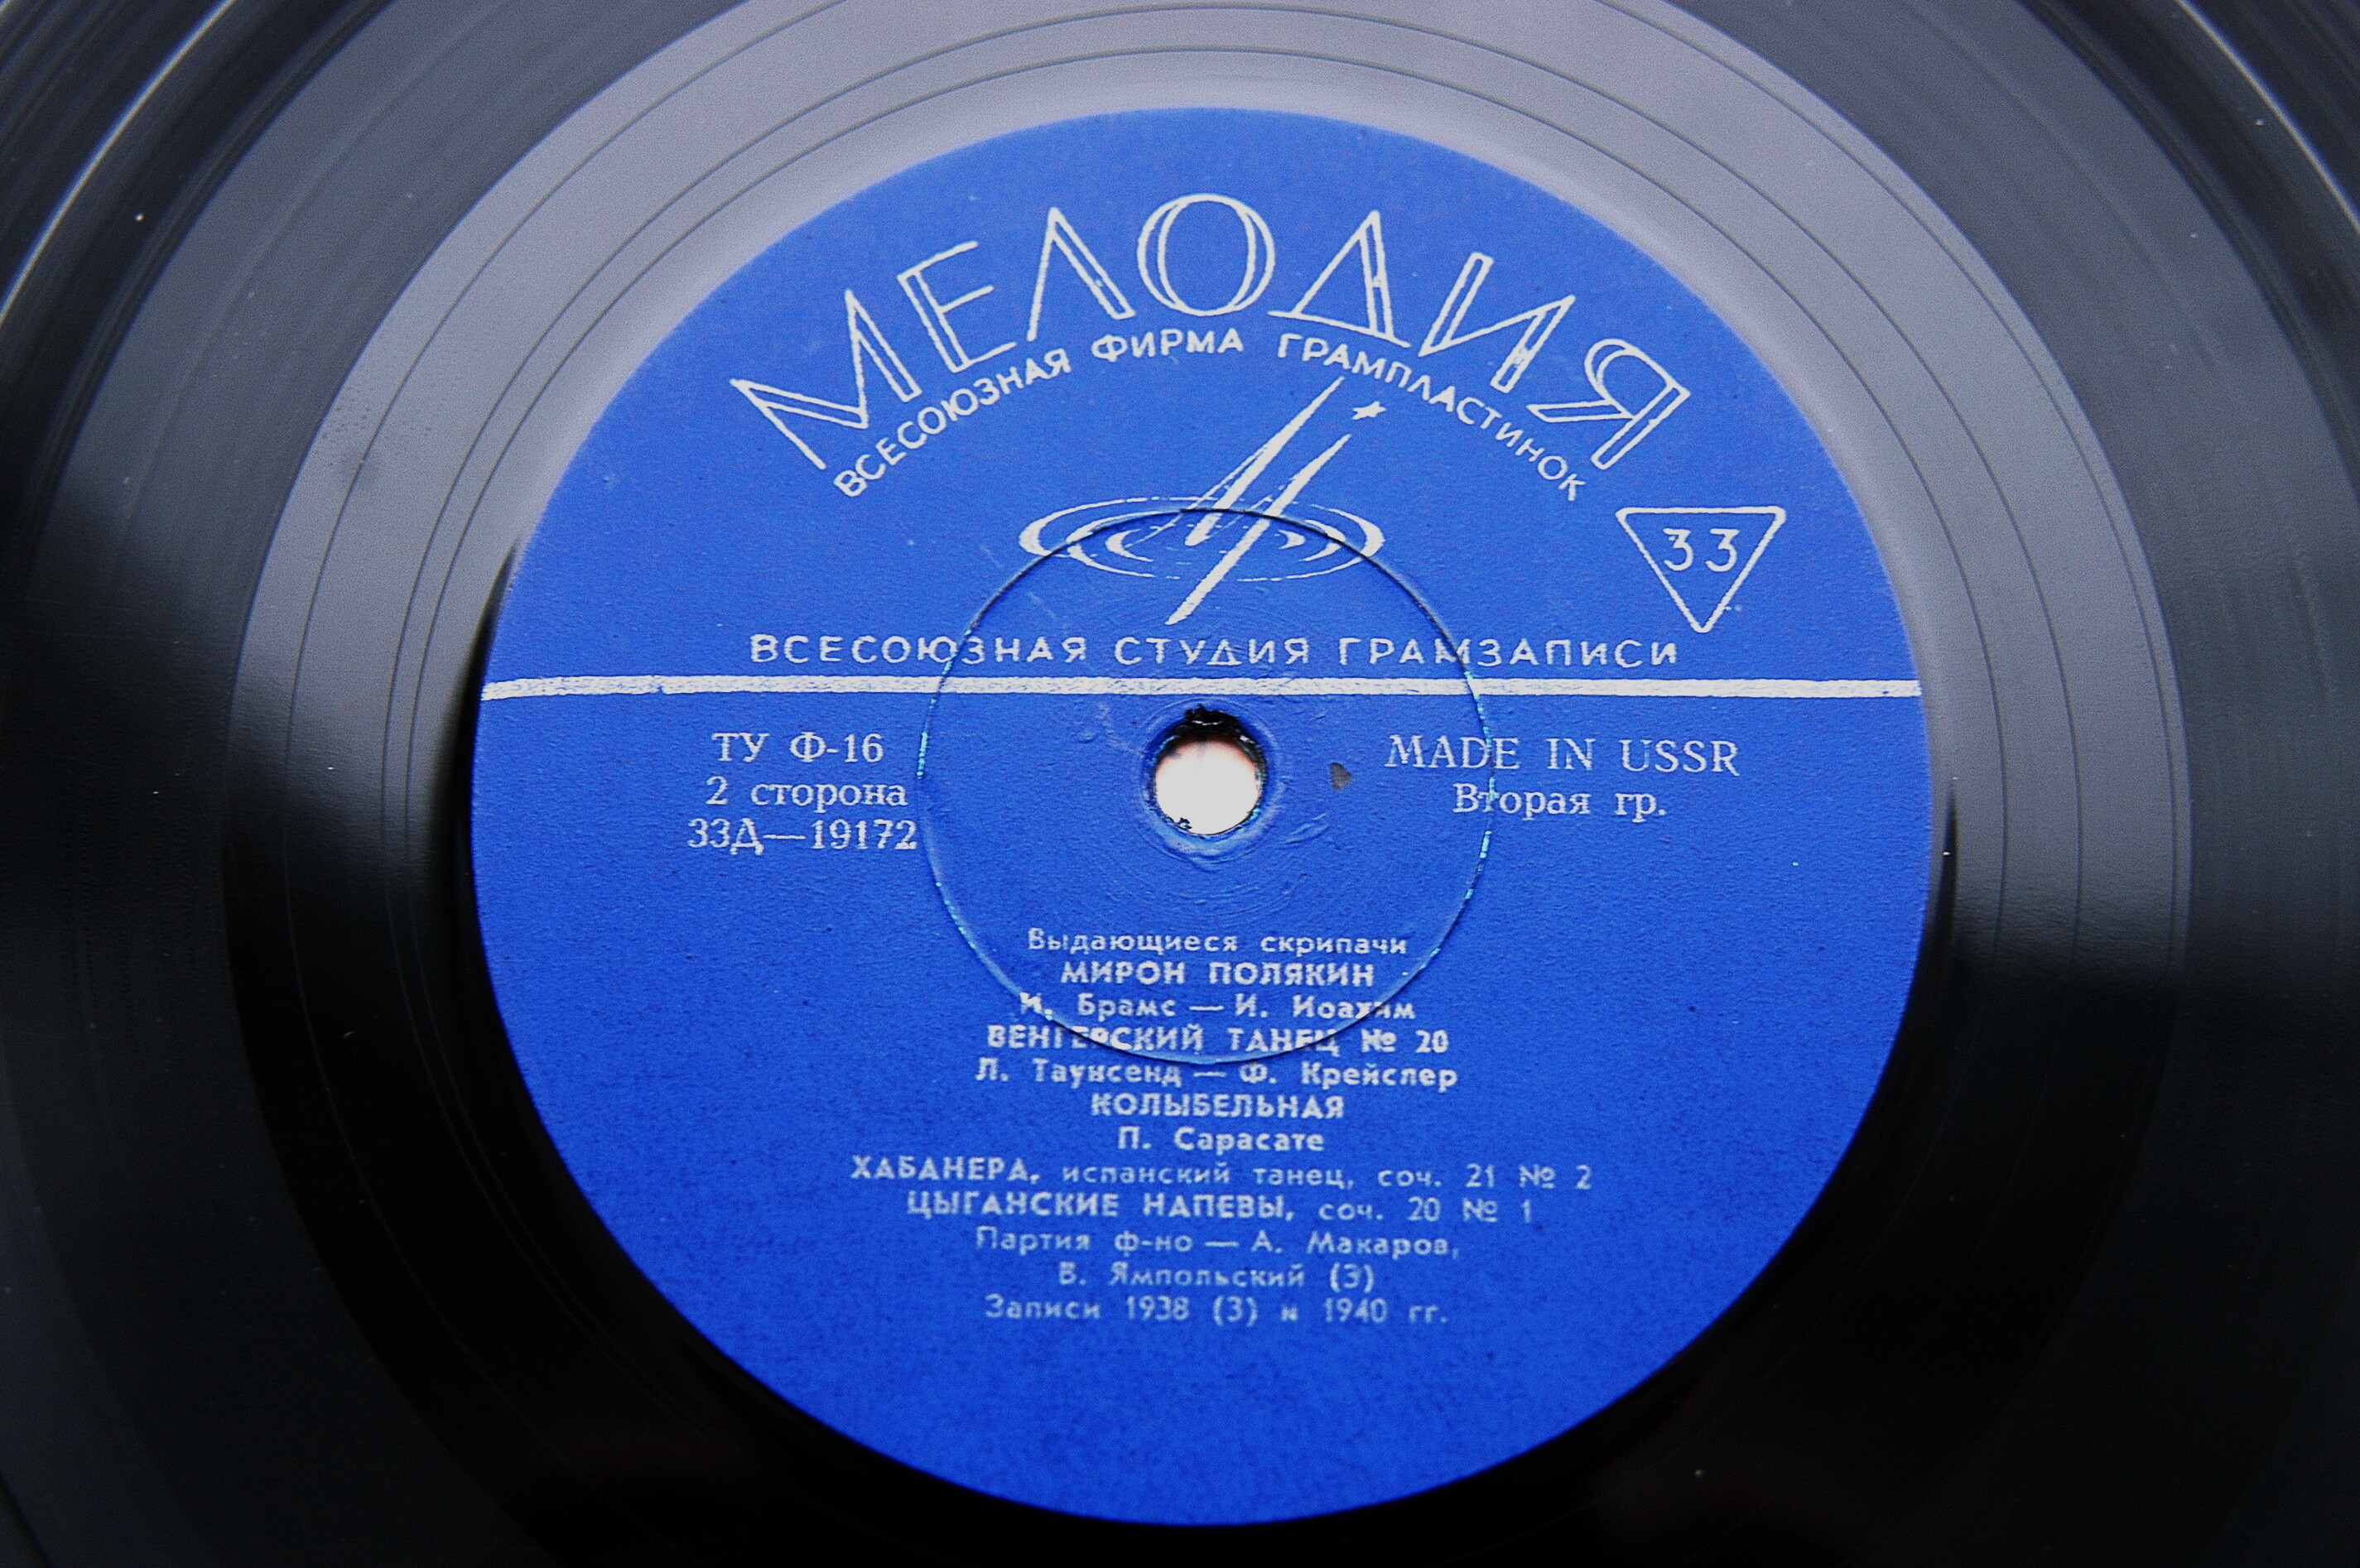 МЕЛОДИЯ
ВСЕСОЮЗНАЯ ФИРМА ГРАМПЛАСТИНОК
33
ВСЕСОЮЗНАЯ СТУДИЯ ГРАМЗАПИСИ
ТУ Ф-16
2 сторона
33Д—19172
MADE IN USSR
Вторая гр.
Выдающиеся скрипачи
МИРОН ПОЛЯКИН
И. Брамс — И. Иоахим
ВЕНГЕРСКИЙ ТАНЕЦ № 20
Л. Таунсенд — Ф. Крейслер
КОЛЫБЕЛЬНАЯ
П. Сарасате
ХАБАНЕРА, испанский танец, соч. 21 № 2
ЦЫГАНСКИЕ НАПЕВЫ, соч. 20 № 1
Партия ф-но — А. Макаров,
В. Ямпольский (3)
Записи 1938 (3) и 1940 гг.